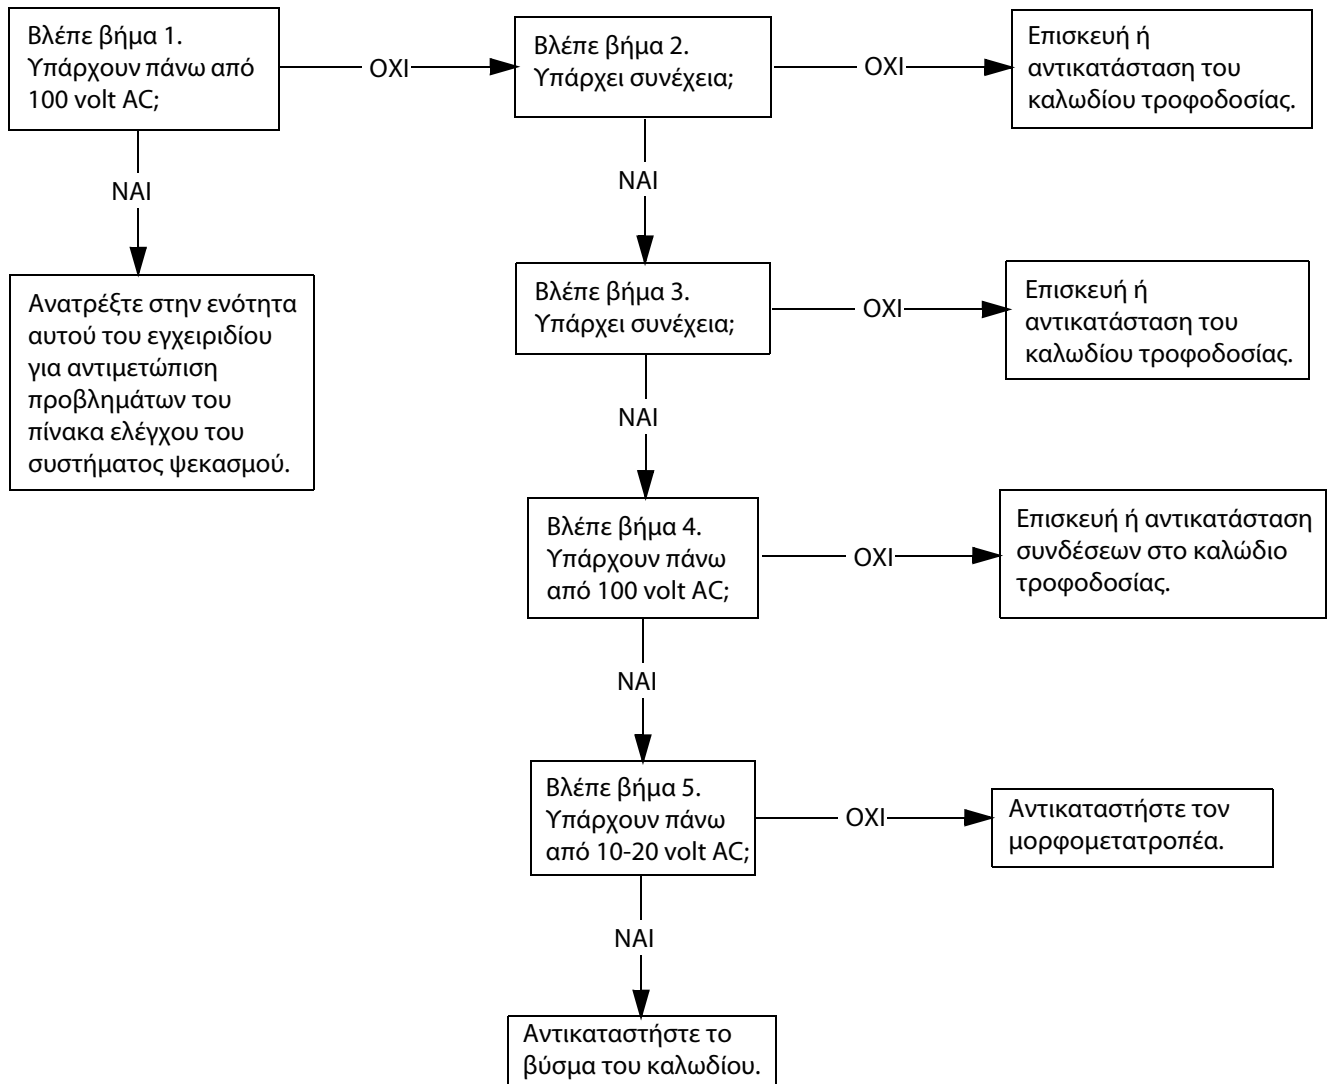 Βλέπε βήμα 1.
Υπάρχουν πάνω από
100 volt AC;
ΟΧΙ
Βλέπε βήμα 2.
Υπάρχει συνέχεια;
ΟΧΙ
Επισκευή ή
αντικατάσταση του
καλωδίου τροφοδοσίας.
ΝΑΙ
ΝΑΙ
Ανατρέξτε στην ενότητα
αυτού του εγχειριδίου
για αντιμετώπιση
προβλημάτων του
πίνακα ελέγχου του
συστήματος ψεκασμού.
Βλέπε βήμα 3.
Υπάρχει συνέχεια;
ΟΧΙ
Επισκευή ή
αντικατάσταση του
καλωδίου τροφοδοσίας.
ΝΑΙ
Βλέπε βήμα 4.
Υπάρχουν πάνω
από 100 volt AC;
ΟΧΙ
Επισκευή ή αντικατάσταση
συνδέσεων στο καλώδιο
τροφοδοσίας.
ΝΑΙ
Βλέπε βήμα 5.
Υπάρχουν πάνω
από 10-20 volt AC;
ΟΧΙ
Αντικαταστήστε τον
μορφομετατροπέα.
ΝΑΙ
Αντικαταστήστε το
βύσμα του καλωδίου.